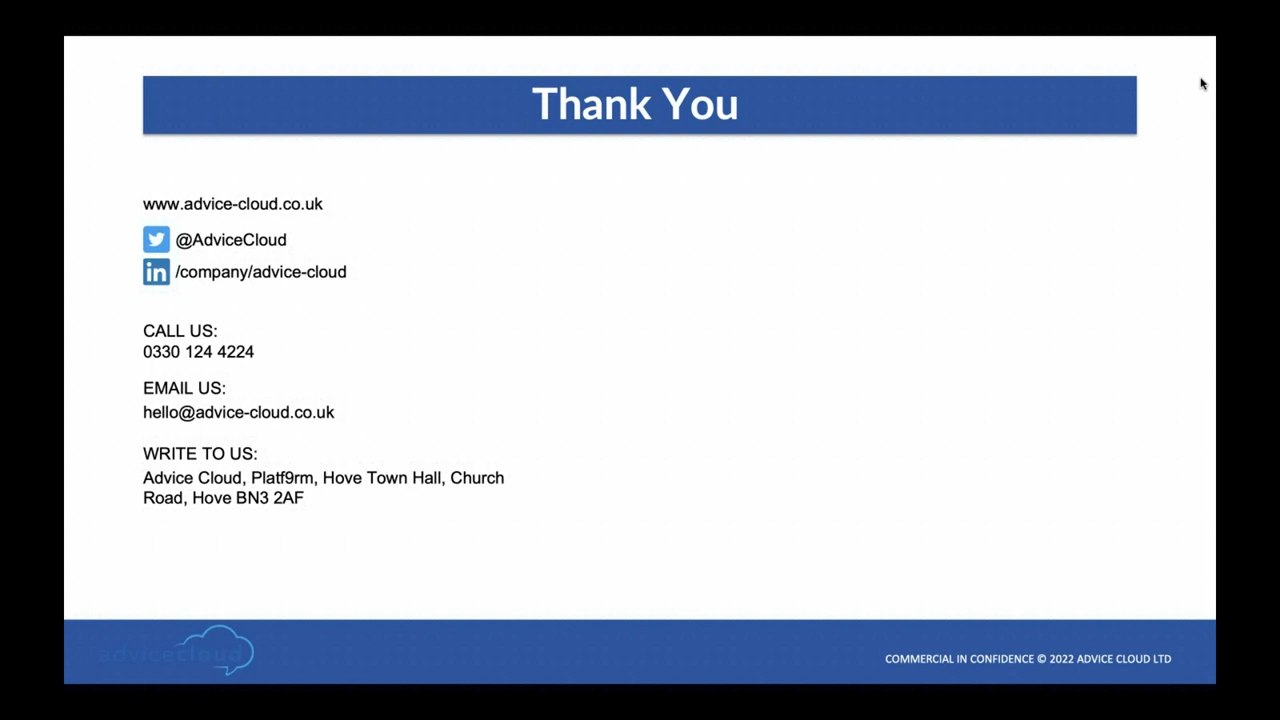 Thank You
www.advice-cloud.co.uk
@AdviceCloud
in /company/advice-cloud
CALL US:
0330 124 4224
EMAIL US:
hello@advice-cloud.co.uk
WRITE TO US:
Advice Cloud, Platf9rm, Hove Town Hall, Church
Road, Hove BN3 2AF
advicecloud
COMMERCIAL IN CONFIDENCE © 2022 ADVICE CLOUD LTD